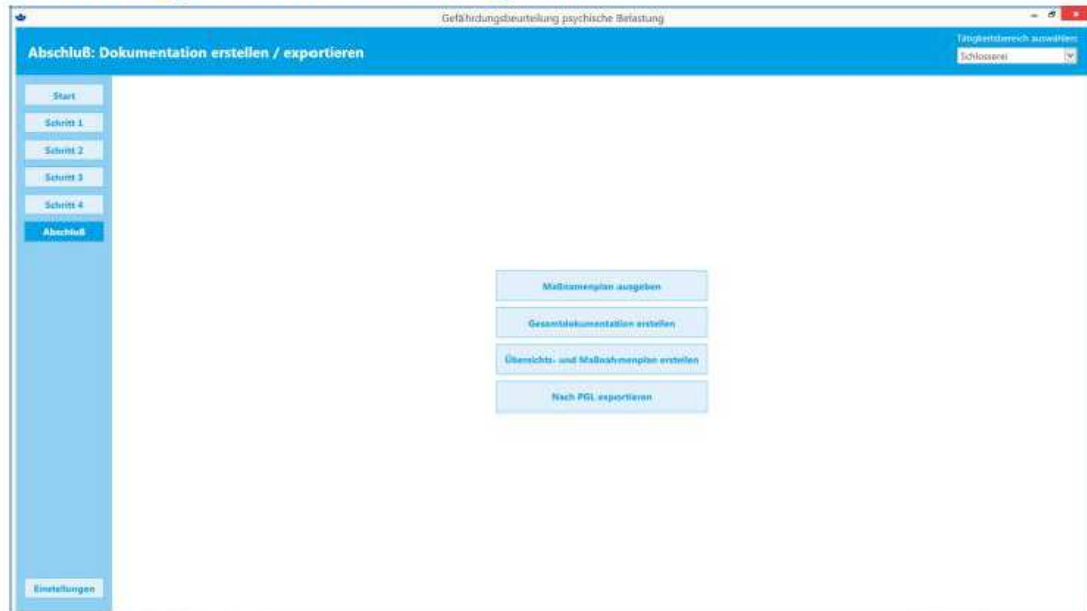 Gefährdungsbeurteilung psychische Belastung
Abschluß: Dokumentation erstellen / exportieren
Tätigkeitsbereich auswählen:
Schlosserei
Start
Schritt 1
Schritt 2
Schritt 3
Schritt 4
Abschluß
Maßnamenplan ausgeben
Gesamtdokumentation erstellen
Übersichts- und Maßnahmenplan erstellen
Nach PGL exportieren
Einstellungen